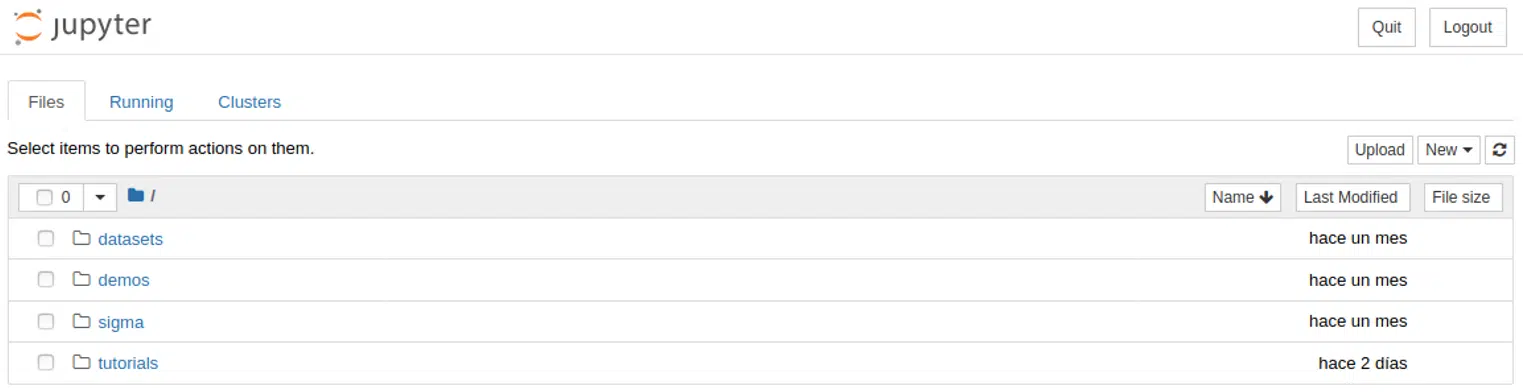 jupyter Quit Logout
Files Running Clusters
Select items to perform actions on them. Upload New
0 / Name Last Modified File size
datasets hace un mes
demos hace un mes
sigma hace un mes
tutorials hace 2 días